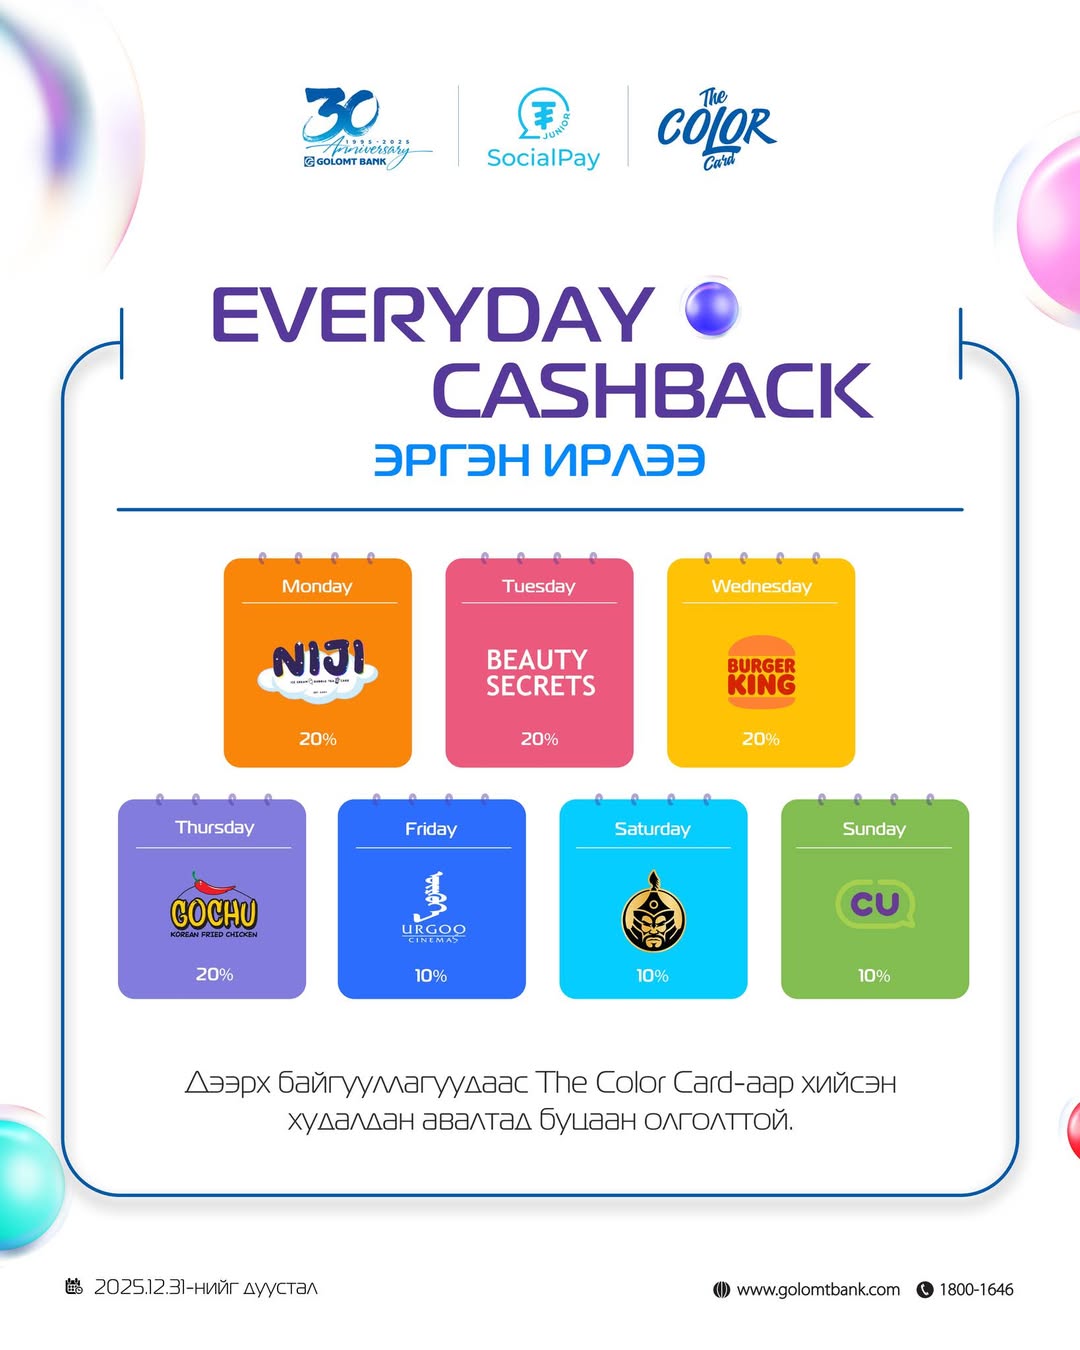 30
1995-2025
Anniversary
GOLOMT BANK
JUNIOR
SocialPay
The
COLOR
Card
EVERYDAY
CASHBACK
ЭРГЭН ИРЛЭЭ
Monday
NIJI
20%
Tuesday
BEAUTY
SECRETS
20%
Wednesday
BURGER
KING
20%
Thursday
GOCHU
KOREAN FRIED CHICKEN
20%
Friday
URGOO
CINEMAS
10%
Saturday
10%
Sunday
CU
10%
Дээрх байгууллагуудаас The Color Card-аар хийсэн
худалдан авалтад буцаан олголттой.
2025.12.31-нийг дуустал
www.golomtbank.com
1800-1646